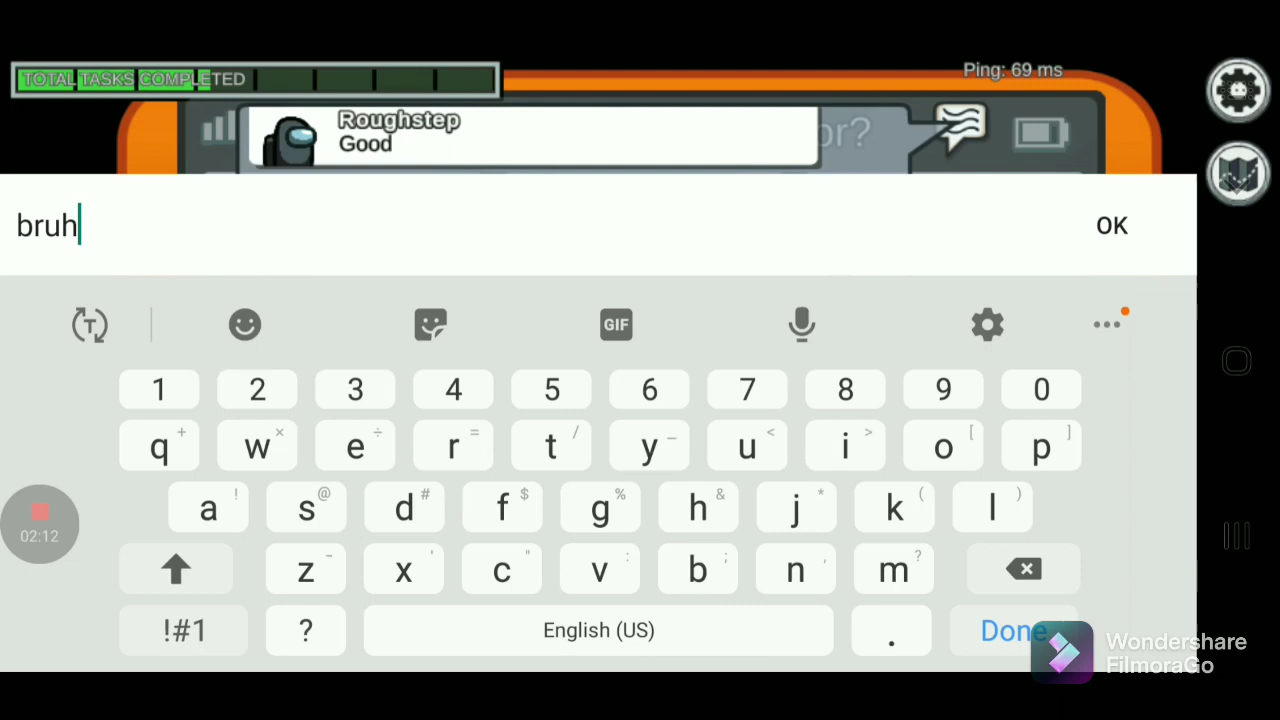 TOTAL TASKS COMPLETED
Ping: 69 ms
Roughstep
Good
or?
bruh
OK
T
GIF
1 2 3 4 5 6 7 8 9 0
q + w × e ÷ r = t / y _ u < i > o [ p ]
a ! s @ d # f $ g % h & j * k ( l )
z - x ' c " v : b ; n , m ?
!#1 ? English (US) . Done
02:12
Wondershare
FilmoraGo